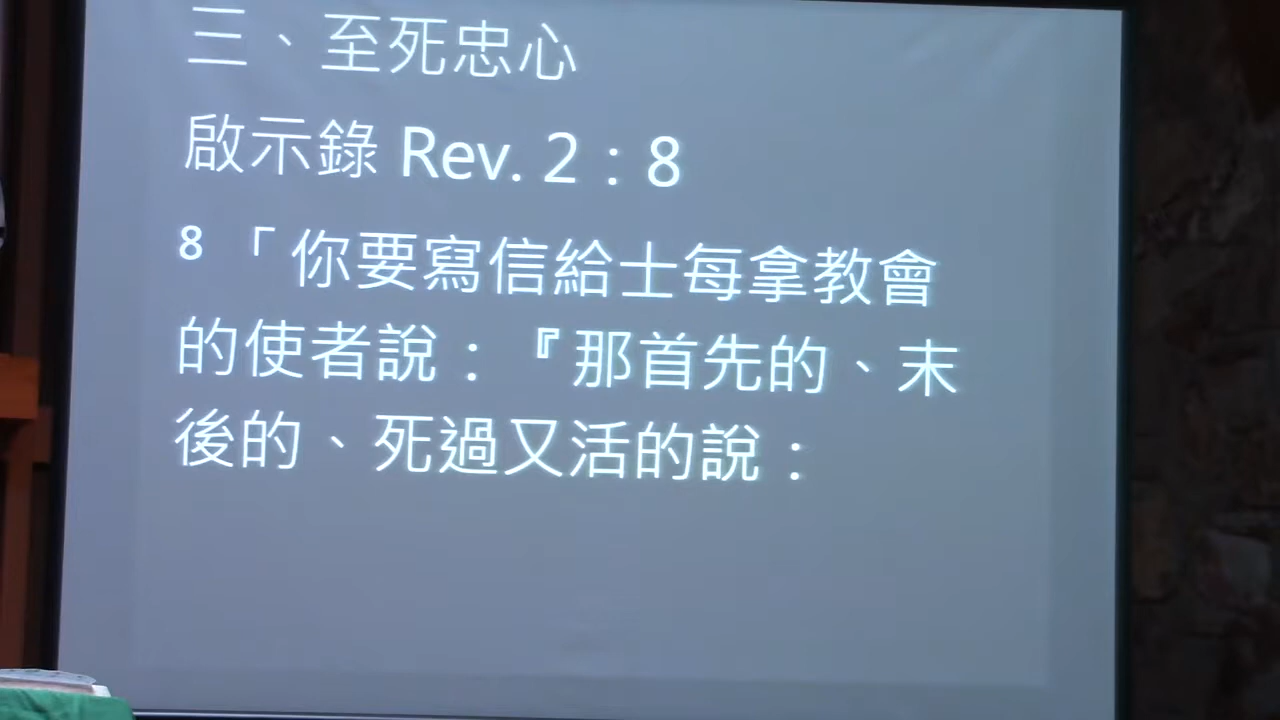 三、至死忠心
啟示錄 Rev. 2：8
8 「你要寫信給士每拿教會
的使者說：『那首先的、末
後的、死過又活的說：